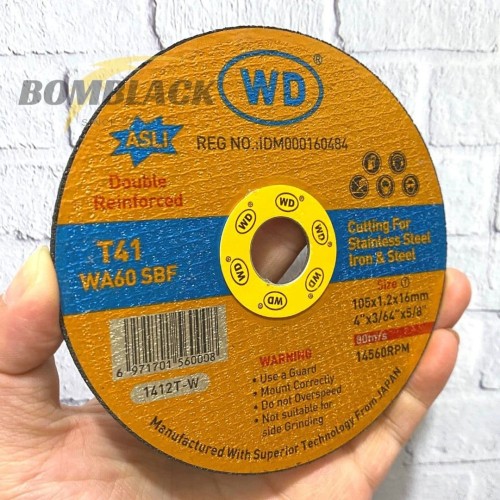 BOMBLACK
WD®
ASLI
REG NO.:IDM000160484
Double
Reinforced
T41
WA60 SBF
WD
WD
WD
WD
WD
WD
Cutting For
Stainless Steel
Iron & Steel
Size
105x1.2x16mm
4"x3/64"x5/8"
80m/s
14560RPM
6 971701 560008
1412T-W
WARNING
• Use a Guard
• Mount Correctly
• Do not Overspeed
• Not suitable for
side Grinding
Manufactured With Superior Technology From JAPAN